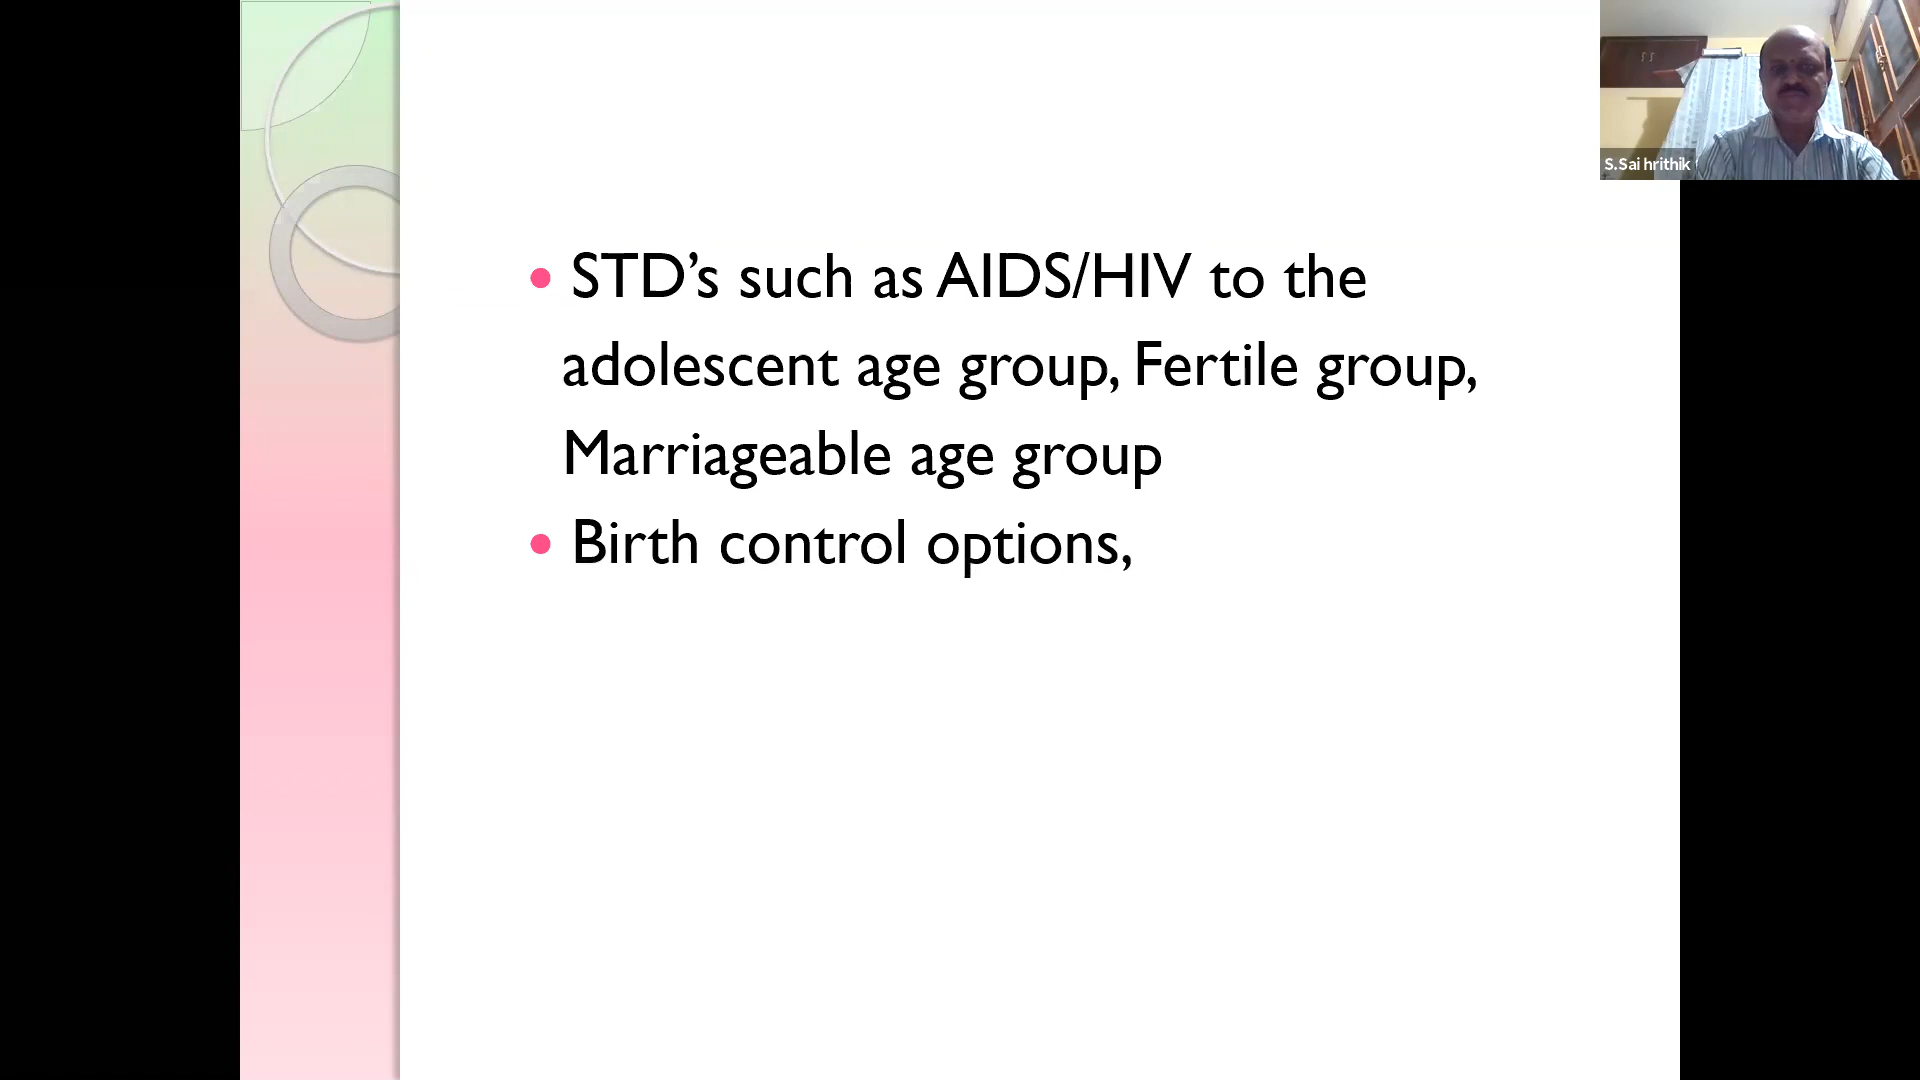 • STD’s such as AIDS/HIV to the
adolescent age group, Fertile group,
Marriageable age group
• Birth control options,
S.Sai hrithik